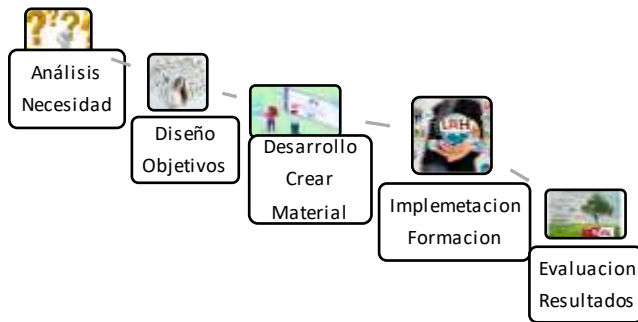 Análisis
Necesidad
Diseño
Objetivos
Desarrollo
Crear
Material
Implemetacion
Formacion
Evaluacion
Resultados